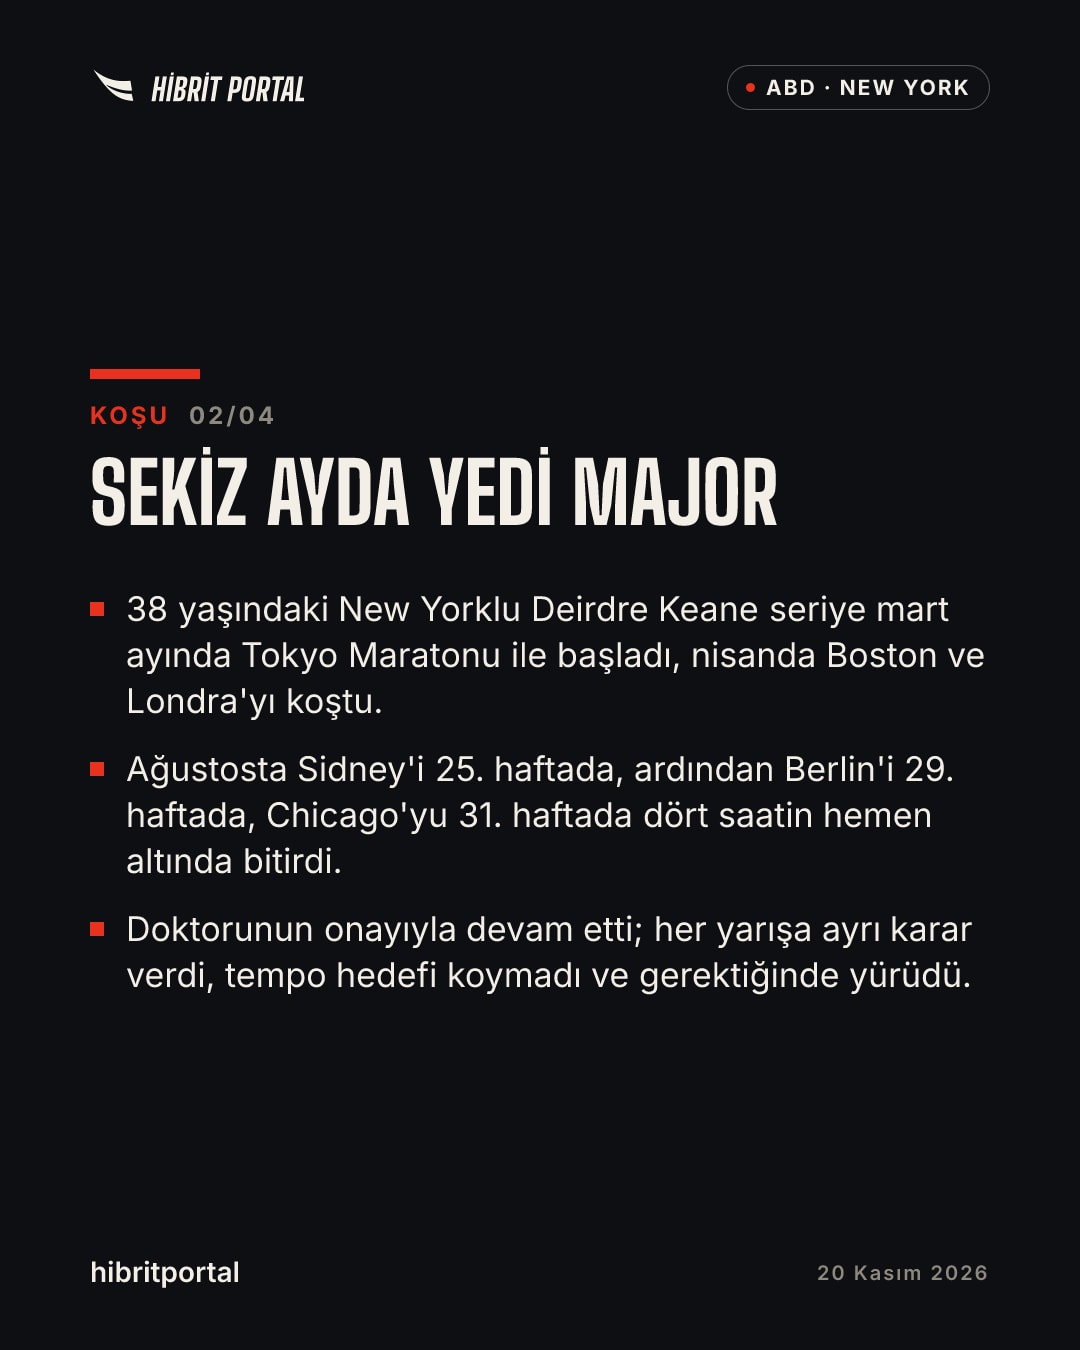 HİBRİT PORTAL
ABD · NEW YORK
KOŞU 02/04
SEKİZ AYDA YEDİ MAJOR
38 yaşındaki New Yorklu Deirdre Keane seriye mart
ayında Tokyo Maratonu ile başladı, nisanda Boston ve
Londra'yı koştu.
Ağustosta Sidney'i 25. haftada, ardından Berlin'i 29.
haftada, Chicago'yu 31. haftada dört saatin hemen
altında bitirdi.
Doktorunun onayıyla devam etti; her yarışa ayrı karar
verdi, tempo hedefi koymadı ve gerektiğinde yürüdü.
hibritportal
20 Kasım 2026